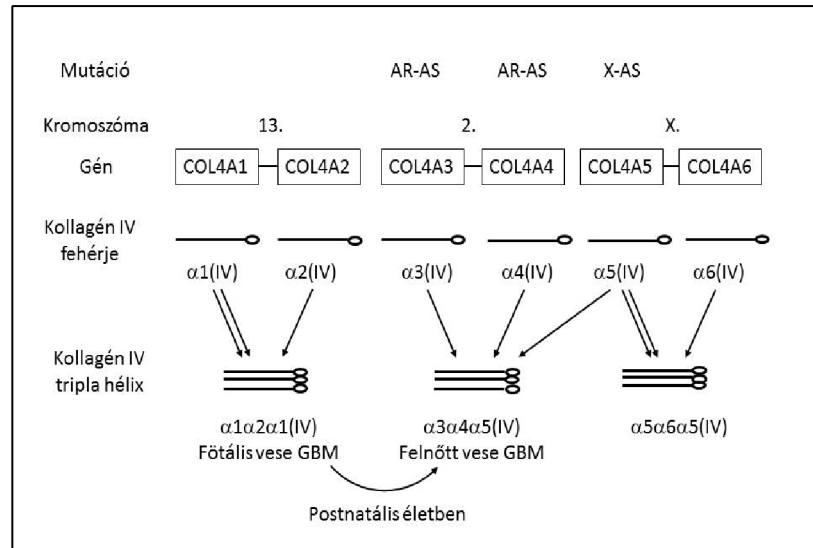 Mutáció AR-AS AR-AS X-AS
Kromoszóma 13. 2. X.
Gén COL4A1 COL4A2 COL4A3 COL4A4 COL4A5 COL4A6
Kollagén IV
fehérje
α1(IV) α2(IV) α3(IV) α4(IV) α5(IV) α6(IV)
Kollagén IV
tripla hélix
α1α2α1(IV) α3α4α5(IV) α5α6α5(IV)
Fötális vese GBM Felnőtt vese GBM
Postnatális életben